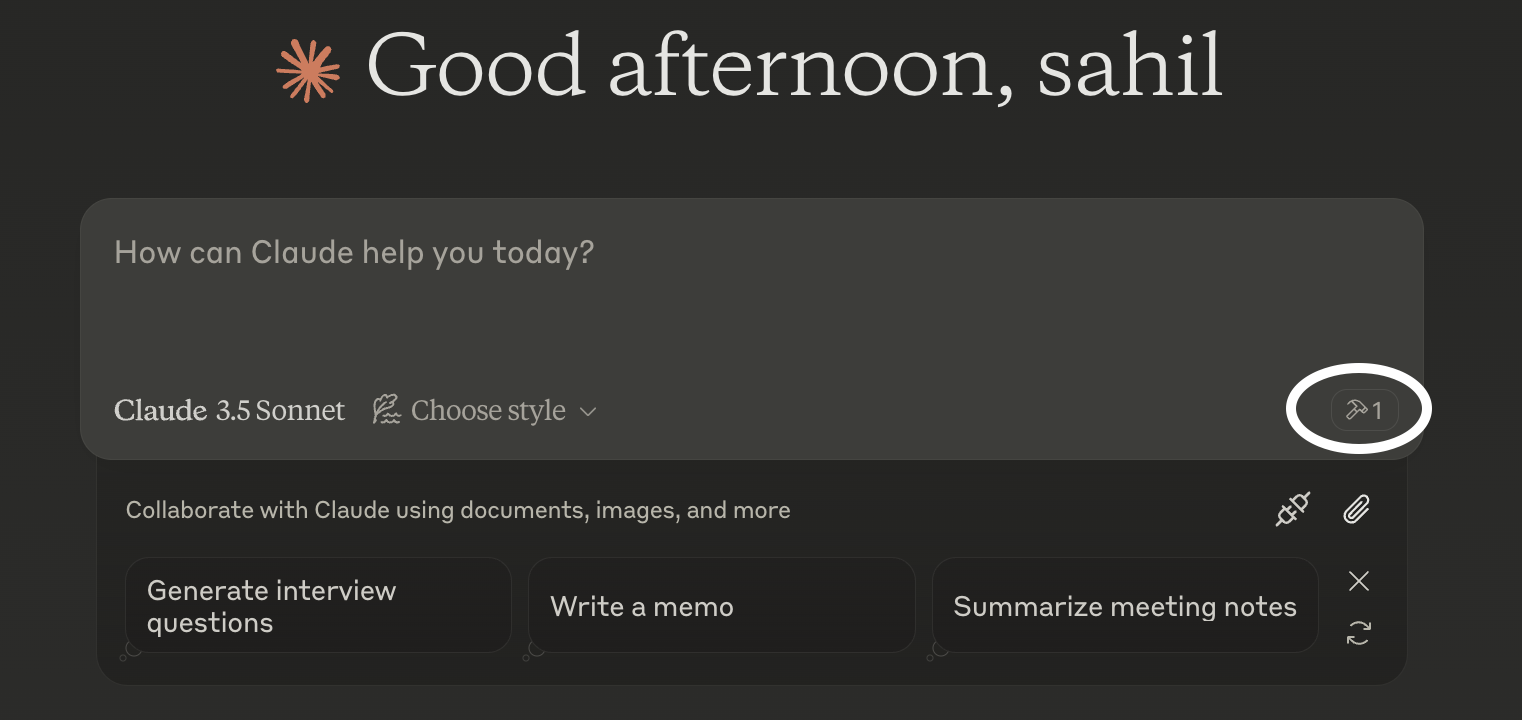 Good afternoon, sahil
How can Claude help you today?
Claude 3.5 Sonnet Choose style
1
Collaborate with Claude using documents, images, and more
Generate interview
questions
Write a memo
Summarize meeting notes